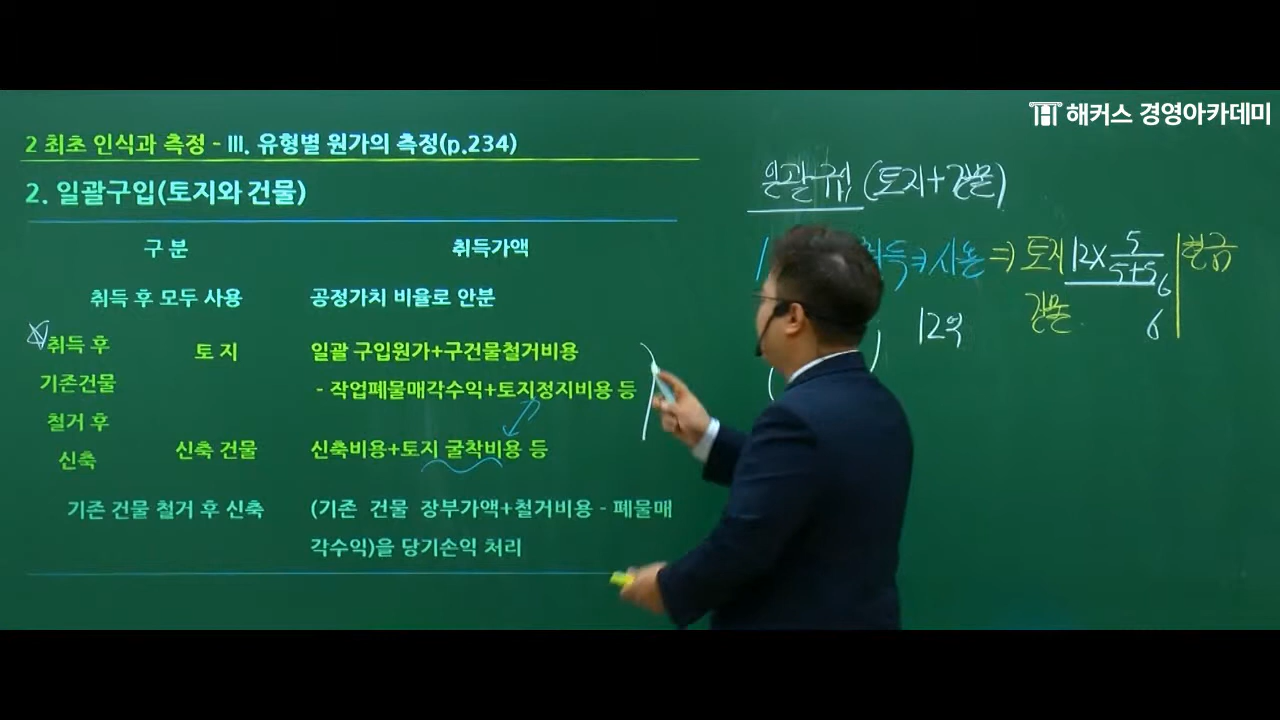 해커스 경영아카데미
2 최초 인식과 측정 - III. 유형별 원가의 측정(p.234)
2. 일괄구입(토지와 건물)
구 분 취득가액
취득 후 모두 사용 공정가치 비율로 안분
취득 후 기존건물 철거 후 신축
토 지 일괄 구입원가+구건물철거비용
- 작업폐물매각수익+토지정지비용 등
신축 건물 신축비용+토지 굴착비용 등
기존 건물 철거 후 신축 (기존 건물 장부가액+철거비용 - 폐물매
각수익)을 당기손익 처리
일괄구입 (토지+건물)
취득⇒사용 ⇒ 토지 12× 5/5+5 6 현금
12억 건물 6